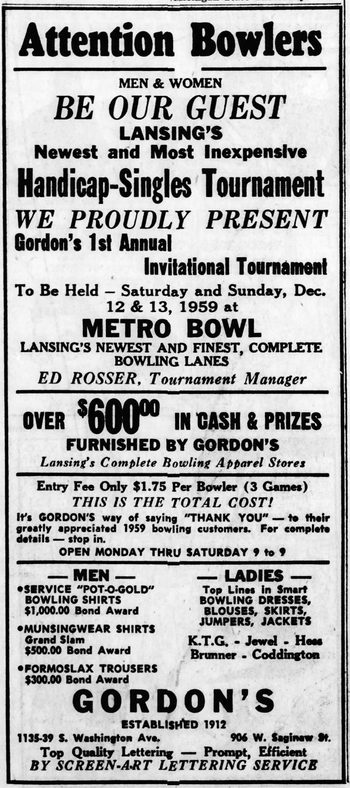 Attention Bowlers
MEN & WOMEN
BE OUR GUEST
LANSING'S
Newest and Most Inexpensive
Handicap-Singles Tournament
WE PROUDLY PRESENT
Gordon's 1st Annual
Invitational Tournament
To Be Held – Saturday and Sunday, Dec.
12 & 13, 1959 at
METRO BOWL
LANSING'S NEWEST AND FINEST, COMPLETE
BOWLING LANES
ED ROSSER, Tournament Manager
OVER $600.00 IN CASH & PRIZES
FURNISHED BY GORDON'S
Lansing's Complete Bowling Apparel Stores
Entry Fee Only $1.75 Per Bowler (3 Games)
THIS IS THE TOTAL COST!
It's GORDON'S way of saying "THANK YOU" — to their
greatly appreciated 1959 bowling customers. For complete
details — stop in.
OPEN MONDAY THRU SATURDAY 9 to 9
— MEN —
•SERVICE "POT-O-GOLD"
BOWLING SHIRTS
$1,000.00 Bond Award
•MUNSINGWEAR SHIRTS
Grand Slam
$500.00 Bond Award
•FORMOSLAX TROUSERS
$300.00 Bond Award
— LADIES —
Top Lines in Smart
BOWLING DRESSES,
BLOUSES, SKIRTS,
JUMPERS, JACKETS
K.T.G. - Jewel - Hess
Brunner - Coddington
GORDON'S
ESTABLISHED 1912
1135-39 S. Washington Ave. 906 W. Saginaw St.
Top Quality Lettering — Prompt, Efficient
BY SCREEN-ART LETTERING SERVICE